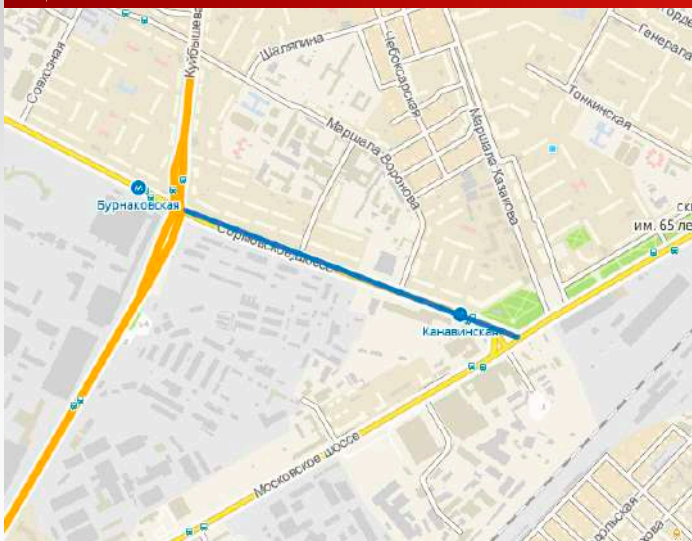 Совхозная
Куйбышева
Шаляпина
Чебоксарская
Генерала
Тонкинская
Маршала Воронова
Маршала Казакова
Бурнаковская
Сормовское шоссе
им. 65 ле
Канавинская
Московское шоссе